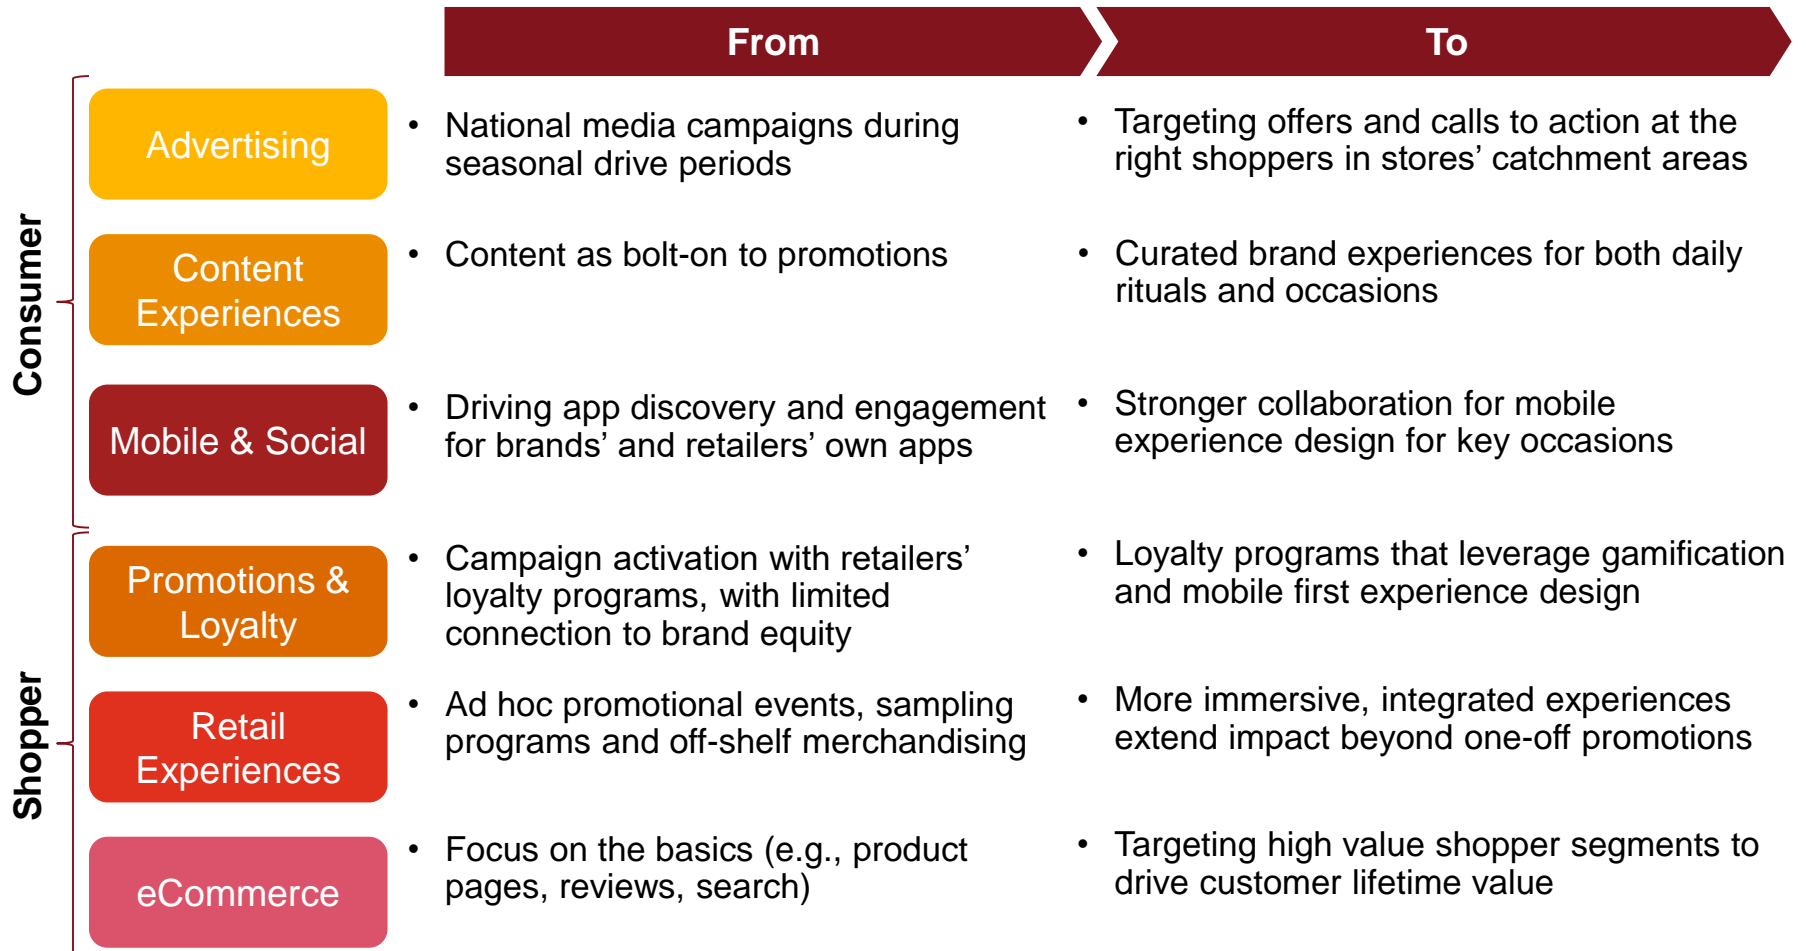 From
To
Consumer
Advertising
• National media campaigns during
seasonal drive periods
• Targeting offers and calls to action at the
right shoppers in stores’ catchment areas
Content
Experiences
• Content as bolt-on to promotions
• Curated brand experiences for both daily
rituals and occasions
Mobile & Social
• Driving app discovery and engagement
for brands’ and retailers’ own apps
• Stronger collaboration for mobile
experience design for key occasions
Shopper
Promotions &
Loyalty
• Campaign activation with retailers’
loyalty programs, with limited
connection to brand equity
• Loyalty programs that leverage gamification
and mobile first experience design
Retail
Experiences
• Ad hoc promotional events, sampling
programs and off-shelf merchandising
• More immersive, integrated experiences
extend impact beyond one-off promotions
eCommerce
• Focus on the basics (e.g., product
pages, reviews, search)
• Targeting high value shopper segments to
drive customer lifetime value